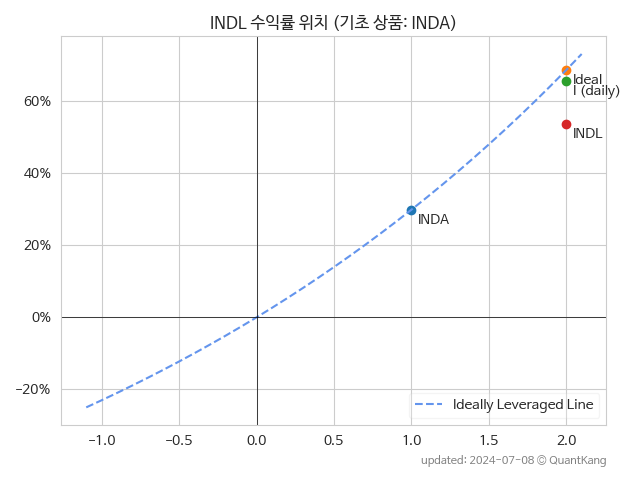 INDL 수익률 위치 (기초 상품: INDA)
60%
40%
20%
0%
−20%
Ideal
I (daily)
INDL
INDA
Ideally Leveraged Line
−1.0 −0.5 0.0 0.5 1.0 1.5 2.0
updated: 2024-07-08 © QuantKang